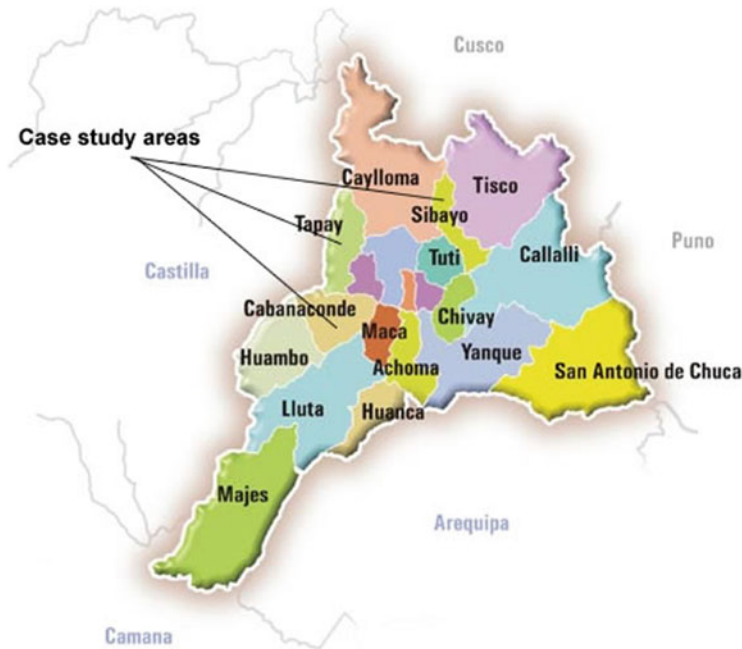 Cusco
Case study areas
Caylloma
Tisco
Sibayo
Tapay
Puno
Tuti
Callalli
Castilla
Cabanaconde
Chivay
Maca
Huambo
Yanque
Achoma
San Antonio de Chuca
Lluta
Huanca
Majes
Arequipa
Camana